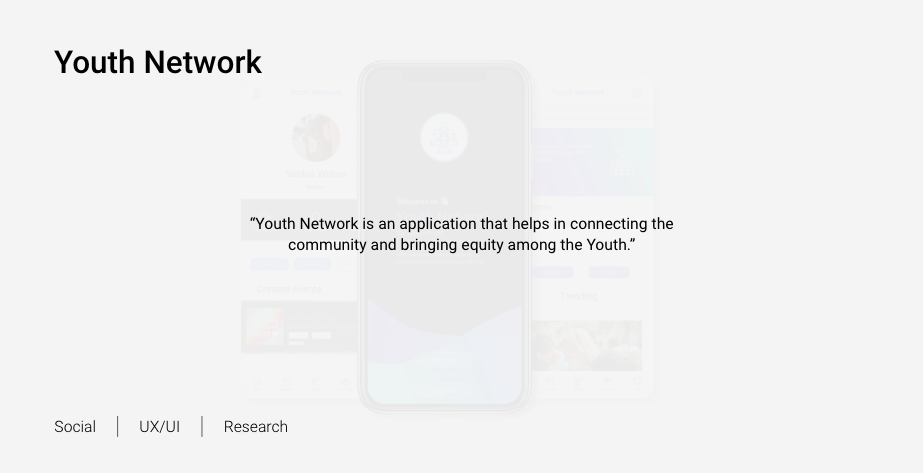 Youth Network
“Youth Network is an application that helps in connecting the
community and bringing equity among the Youth.”
Trending
Social | UX/UI | Research